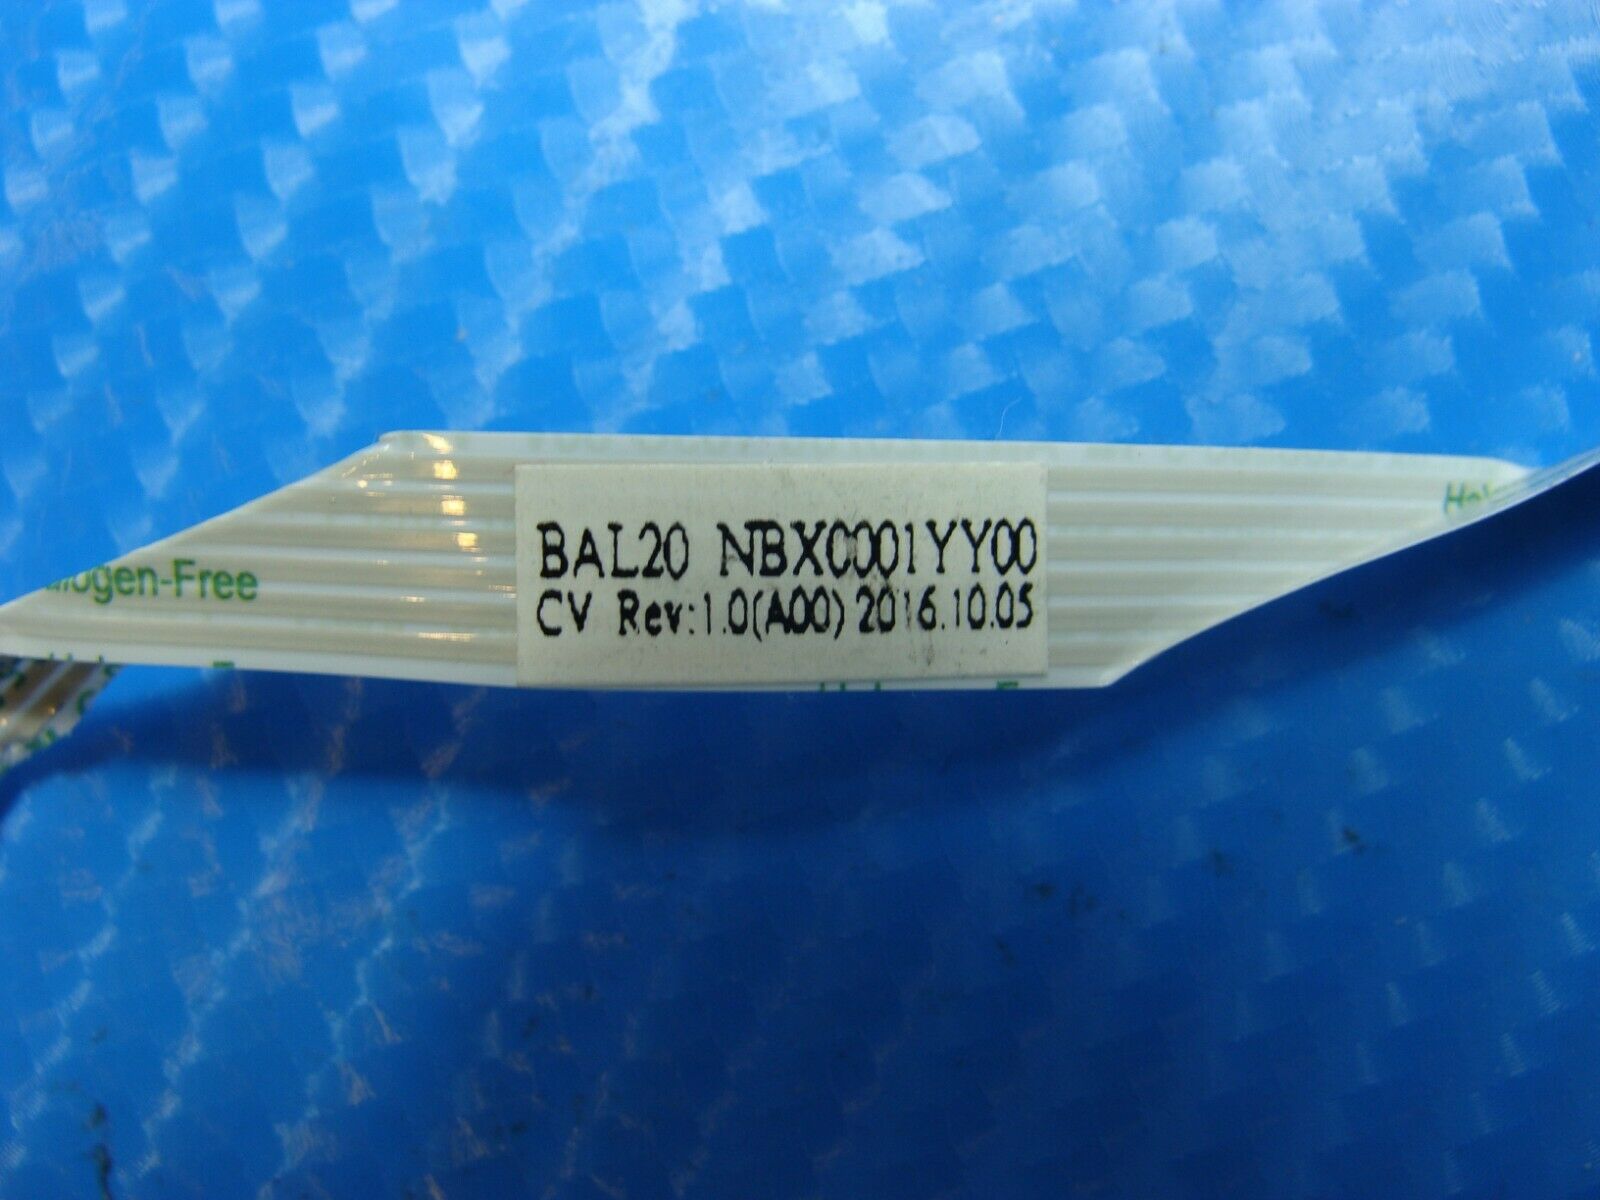 BAL20 NBX0001YY00
CV Rev:1.0(A00) 2016.10.05
alogen-Free